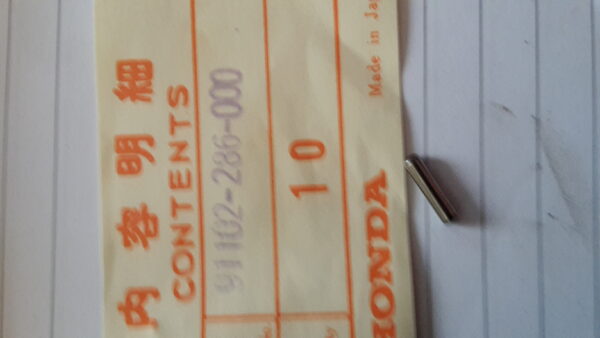 内容明細
CONTENTS
91102-286-000
10
HONDA
Made in Jap